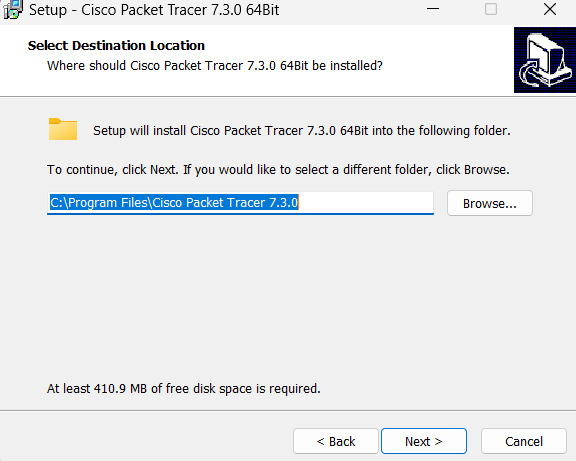 Setup - Cisco Packet Tracer 7.3.0 64Bit
Select Destination Location
Where should Cisco Packet Tracer 7.3.0 64Bit be installed?
Setup will install Cisco Packet Tracer 7.3.0 64Bit into the following folder.
To continue, click Next. If you would like to select a different folder, click Browse.
C:\Program Files\Cisco Packet Tracer 7.3.0
Browse...
At least 410.9 MB of free disk space is required.
< Back
Next >
Cancel